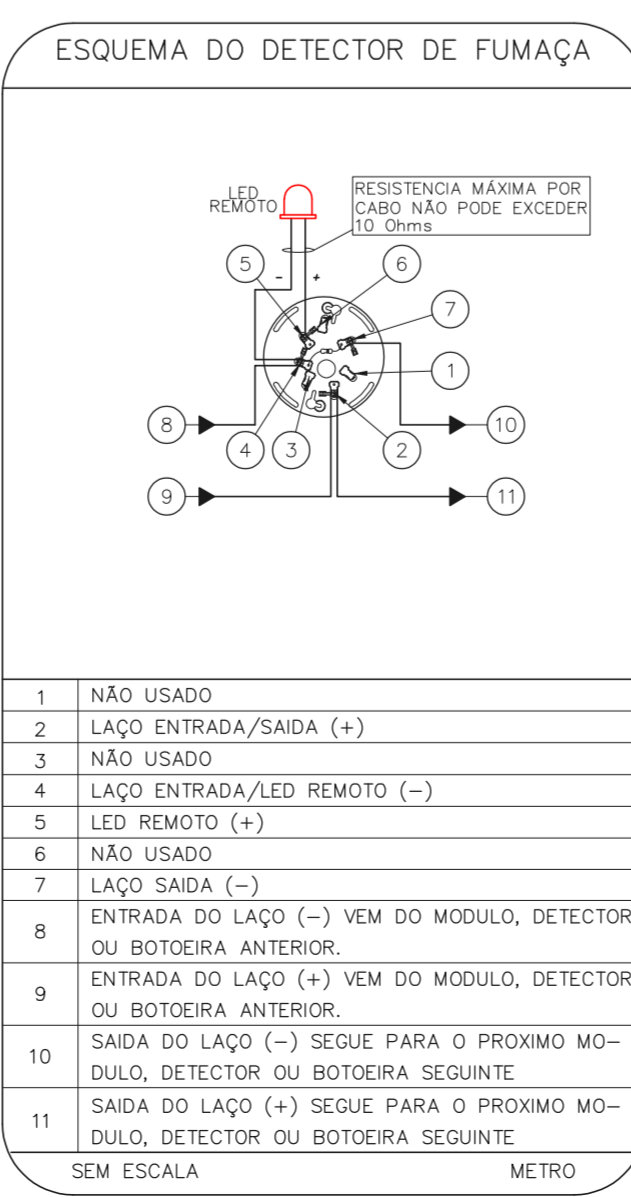 ESQUEMA DO DETECTOR DE FUMAÇA
LED
REMOTO
RESISTENCIA MÁXIMA POR
CABO NÃO PODE EXCEDER
10 Ohms
5
- +
6
7
1
8
10
4
3
2
9
11
1 NÃO USADO
2 LAÇO ENTRADA/SAIDA (+)
3 NÃO USADO
4 LAÇO ENTRADA/LED REMOTO (-)
5 LED REMOTO (+)
6 NÃO USADO
7 LAÇO SAIDA (-)
8 ENTRADA DO LAÇO (-) VEM DO MODULO, DETECTOR
OU BOTOEIRA ANTERIOR.
9 ENTRADA DO LAÇO (+) VEM DO MODULO, DETECTOR
OU BOTOEIRA ANTERIOR.
10 SAIDA DO LAÇO (-) SEGUE PARA O PROXIMO MO-
DULO, DETECTOR OU BOTOEIRA SEGUINTE
11 SAIDA DO LAÇO (+) SEGUE PARA O PROXIMO MO-
DULO, DETECTOR OU BOTOEIRA SEGUINTE
SEM ESCALA METRO